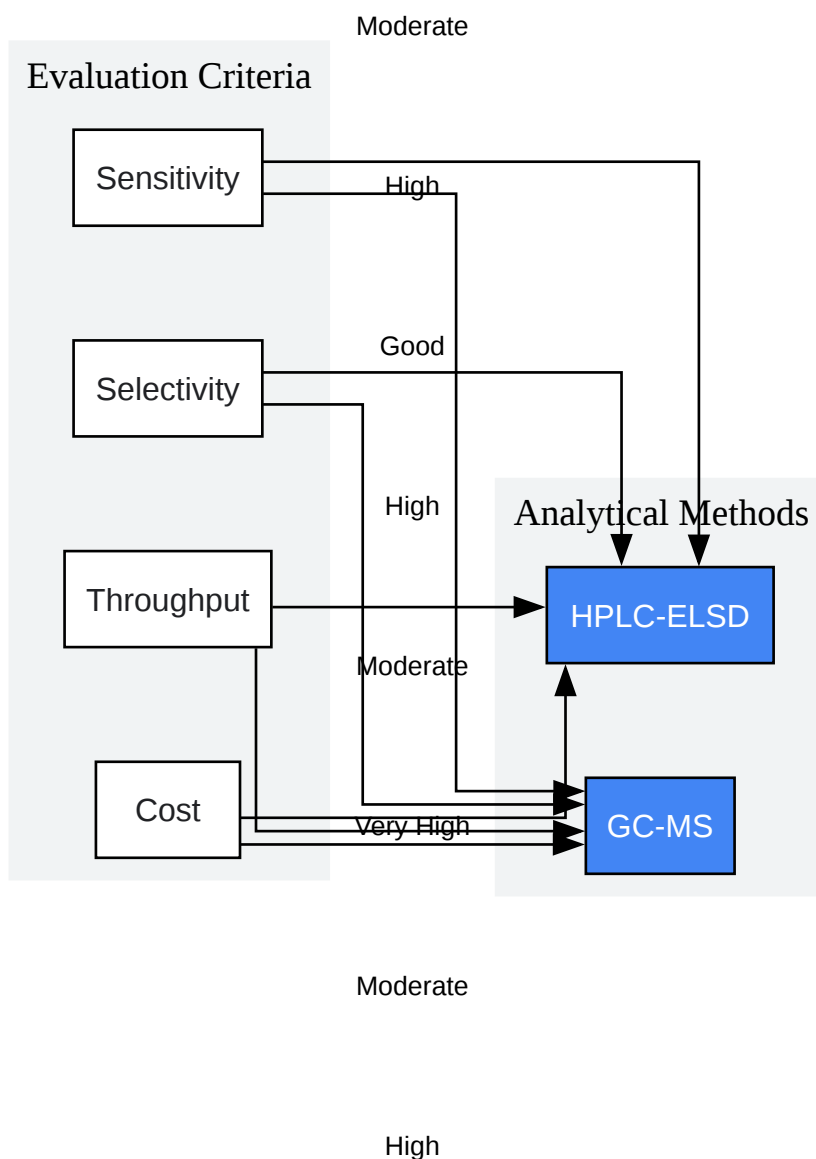 Moderate
Evaluation Criteria
Sensitivity
High
Good
Selectivity
High
Analytical Methods
Throughput
HPLC-ELSD
Moderate
Cost
Very High
GC-MS
Moderate
High